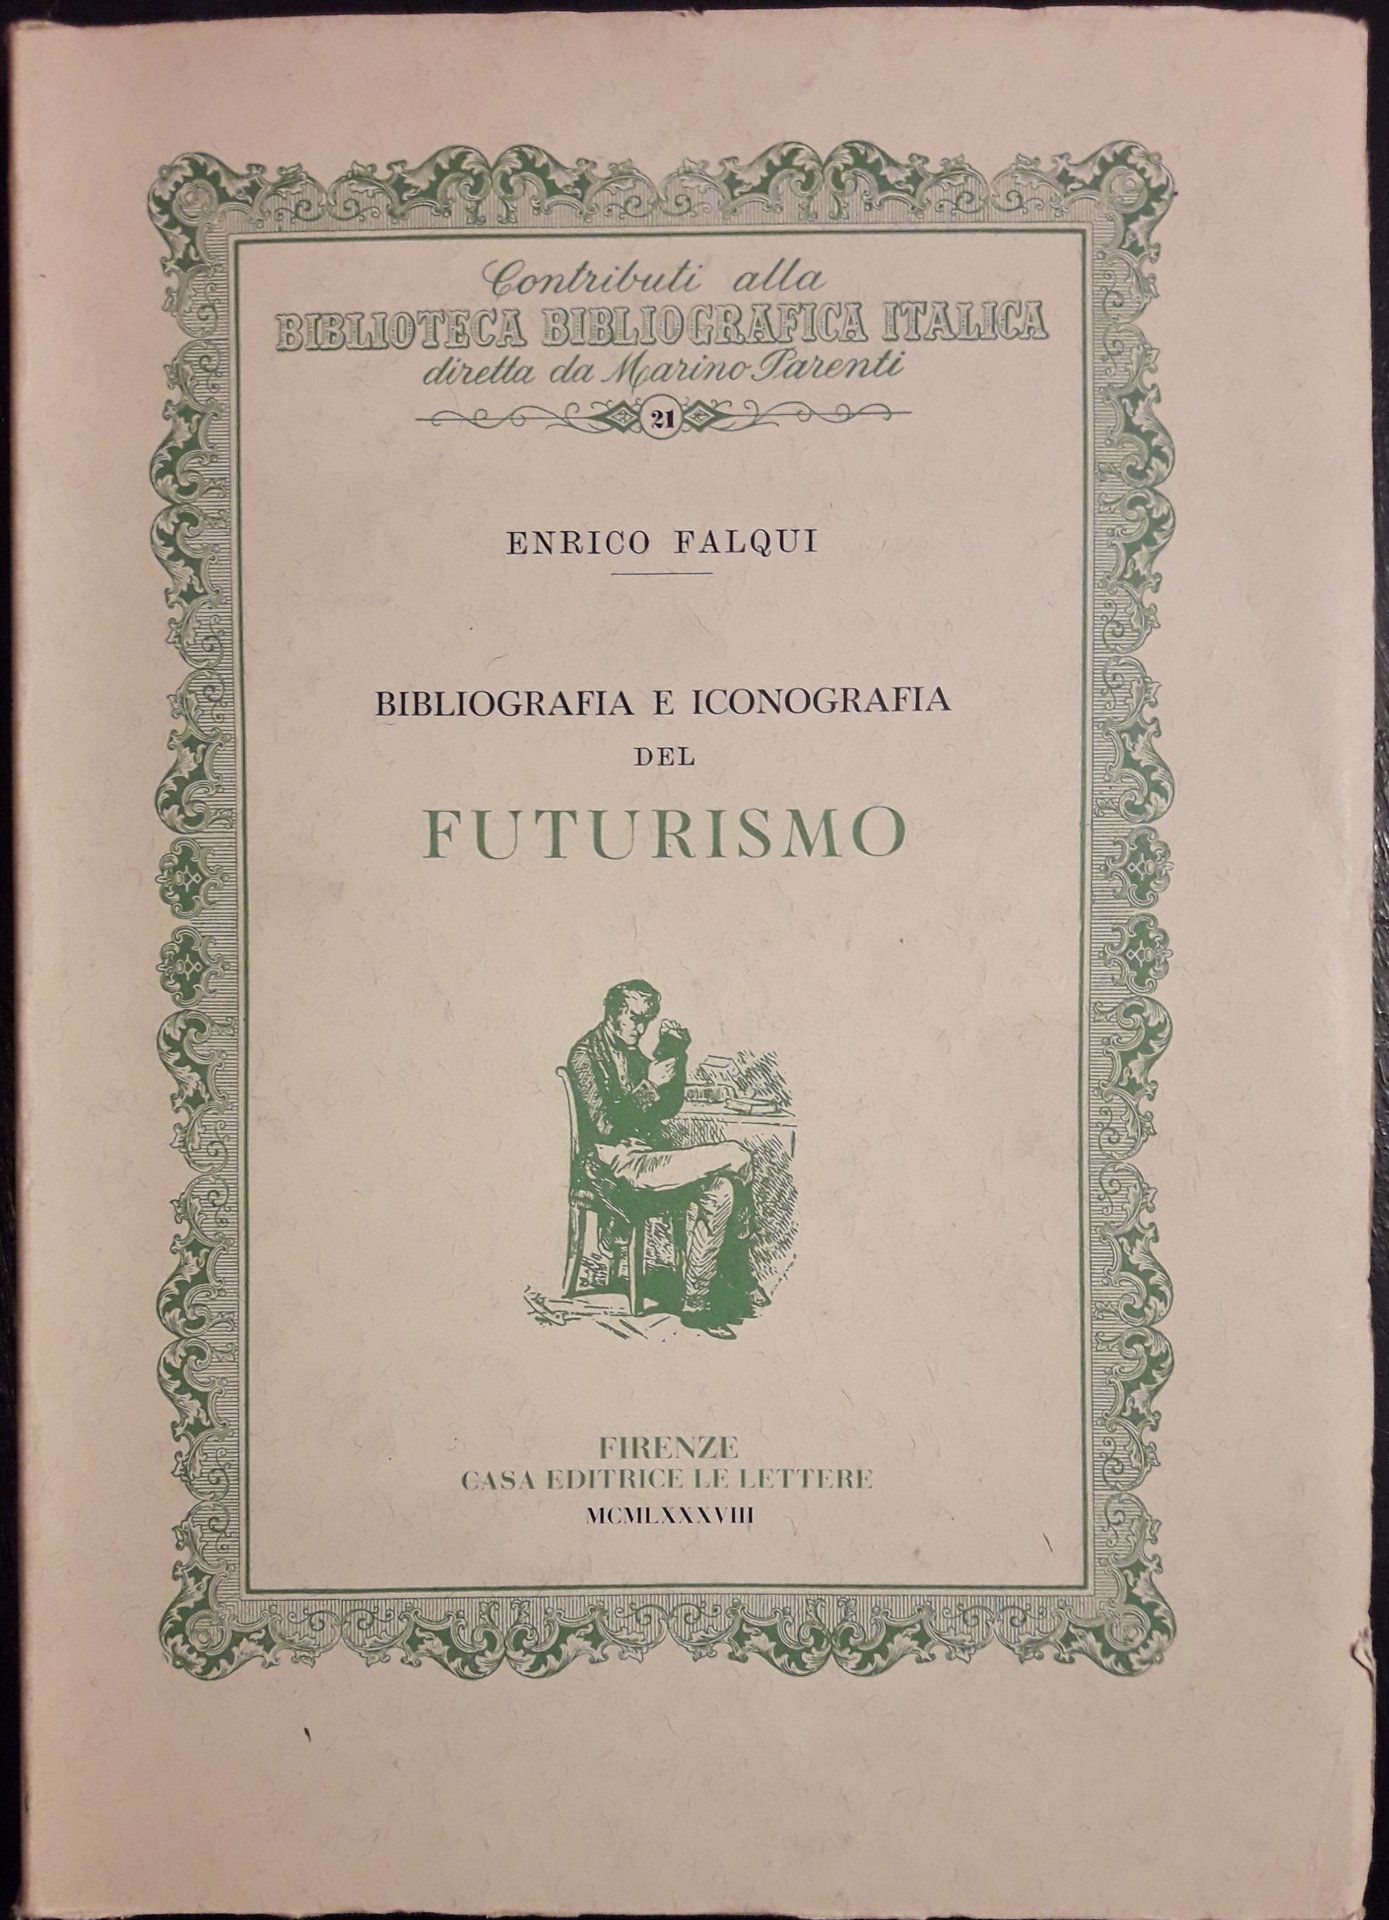 Contributi alla
BIBLIOTECA BIBLIOGRAFICA ITALICA
diretta da Marino Parenti
21
ENRICO FALQUI
BIBLIOGRAFIA E ICONOGRAFIA
DEL
FUTURISMO
FIRENZE
CASA EDITRICE LE LETTERE
MCMLXXXVIII